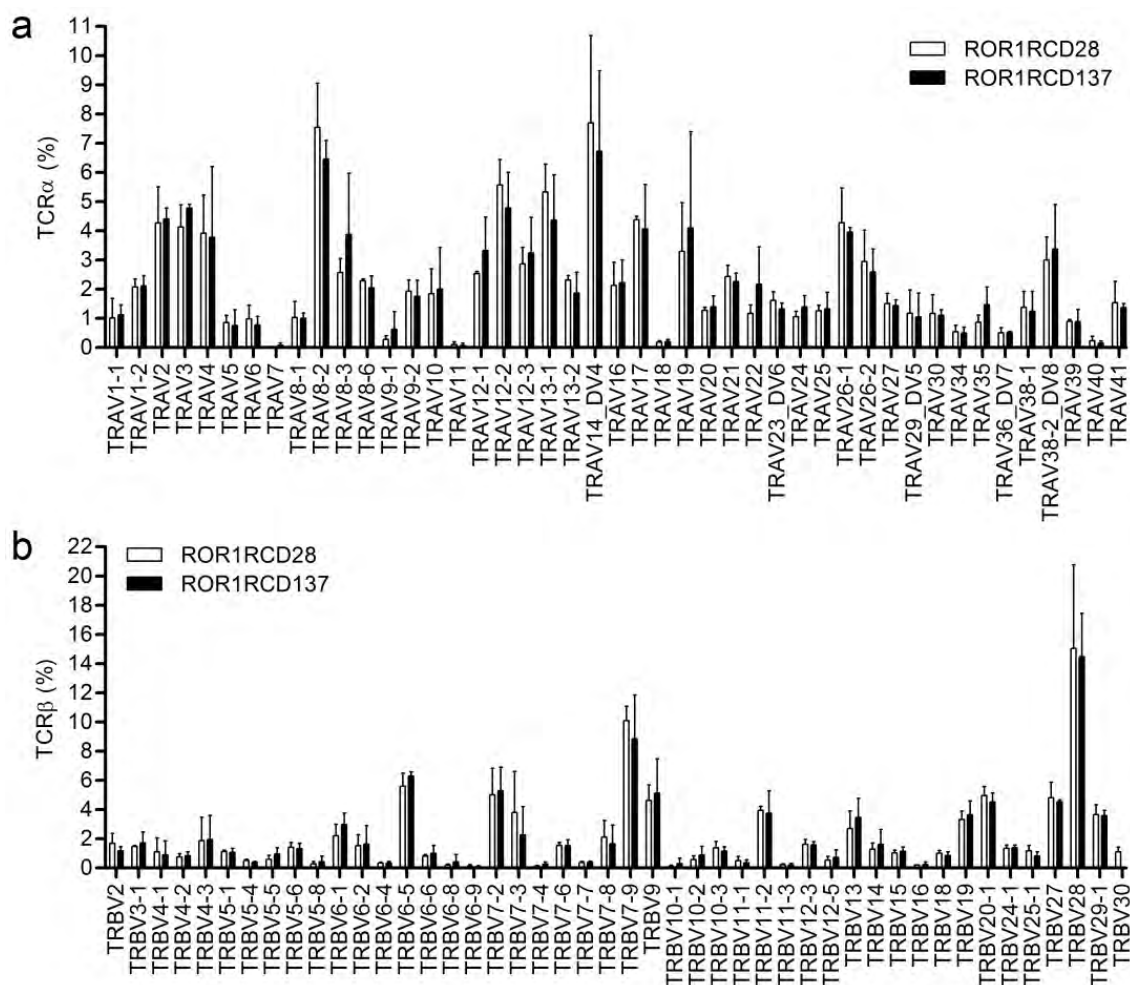 a
ROR1RCD28
ROR1RCD137
TCRα (%)
11
10
9
8
7
6
5
4
3
2
1
0
TRAV1-1
TRAV1-2
TRAV2
TRAV3
TRAV4
TRAV5
TRAV6
TRAV7
TRAV8-1
TRAV8-2
TRAV8-3
TRAV8-6
TRAV9-1
TRAV9-2
TRAV10
TRAV11
TRAV12-1
TRAV12-2
TRAV12-3
TRAV13-1
TRAV13-2
TRAV14_DV4
TRAV16
TRAV17
TRAV18
TRAV19
TRAV20
TRAV21
TRAV22
TRAV23_DV6
TRAV24
TRAV25
TRAV26-1
TRAV26-2
TRAV27
TRAV29_DV5
TRAV30
TRAV34
TRAV35
TRAV36_DV7
TRAV38-1
TRAV38-2_DV8
TRAV39
TRAV40
TRAV41
b
ROR1RCD28
ROR1RCD137
TCRβ (%)
22
20
18
16
14
12
10
8
6
4
2
0
TRBV2
TRBV3-1
TRBV4-1
TRBV4-2
TRBV4-3
TRBV5-1
TRBV5-4
TRBV5-5
TRBV5-6
TRBV5-8
TRBV6-1
TRBV6-2
TRBV6-4
TRBV6-5
TRBV6-6
TRBV6-8
TRBV6-9
TRBV7-2
TRBV7-3
TRBV7-4
TRBV7-6
TRBV7-7
TRBV7-8
TRBV7-9
TRBV9
TRBV10-1
TRBV10-2
TRBV10-3
TRBV11-1
TRBV11-2
TRBV11-3
TRBV12-3
TRBV12-5
TRBV13
TRBV14
TRBV15
TRBV16
TRBV18
TRBV19
TRBV20-1
TRBV24-1
TRBV25-1
TRBV27
TRBV28
TRBV29-1
TRBV30